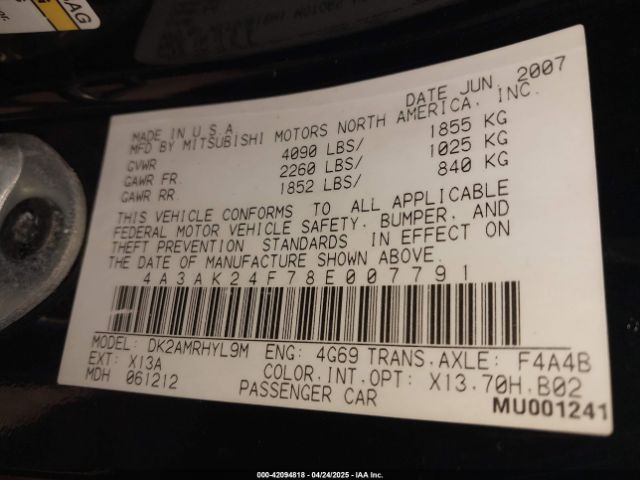 AG
DATE JUN, 2007
MADE IN U.S.A.
MFD BY MITSUBISHI MOTORS NORTH AMERICA, INC.
GVWR 4090 LBS/ 1855 KG
GAWR FR. 2260 LBS/ 1025 KG
GAWR RR. 1852 LBS/ 840 KG
THIS VEHICLE CONFORMS TO ALL APPLICABLE
FEDERAL MOTOR VEHICLE SAFETY, BUMPER, AND
THEFT PREVENTION STANDARDS IN EFFECT ON
THE DATE OF MANUFACTURE SHOWN ABOVE.
4A3AK24F78E007791
MODEL: DK2AMRHYL9M ENG: 4G69 TRANS.AXLE: F4A4B
EXT: X13A COLOR.INT.OPT: X13.70H.B02
MDH 061212 PASSENGER CAR
MU001241
000-42094818 - 04/24/2025 - IAA Inc.